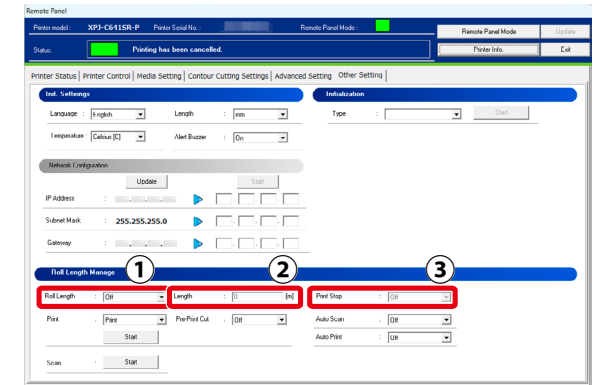 Remote Panel
Printer model : XPJ-C641SR-P Printer Serial No. : Remote Panel Mode : Remote Panel Mode Update
Status: Printing has been cancelled. Printer Info. Exit
Printer Status Printer Control Media Setting Contour Cutting Settings Advanced Setting Other Setting
Init. Settings Initialization
Language : English Length : mm Type : Start
Temperature : Celsius [C] Alert Buzzer : On
Network Configuration
Update Start
IP Address :
Subnet Mask : 255.255.255.0
Gateway :
Roll Length Manage ① ② ③
Roll Length : Off Length : 0 [m] Print Stop : Off
Print : Print Pre-Print Cut : Off Auto Scan : Off
Start Auto Print : Off
Scan : Start